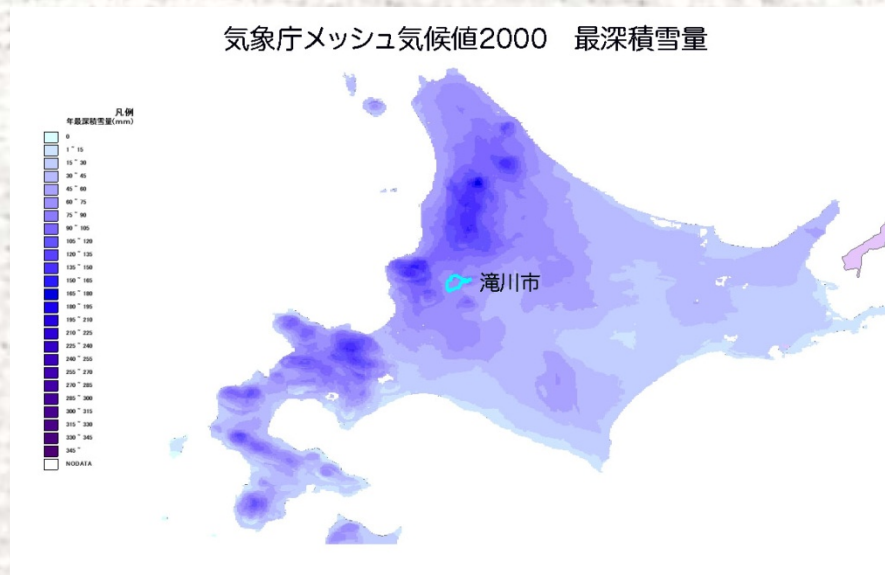 気象庁メッシュ気候値2000　最深積雪量
凡例
年最深積雪量(mm)
0
1 ~ 15
15 ~ 30
30 ~ 45
45 ~ 60
60 ~ 75
75 ~ 90
90 ~ 105
105 ~ 120
120 ~ 135
135 ~ 150
150 ~ 165
165 ~ 180
180 ~ 195
195 ~ 210
210 ~ 225
225 ~ 240
240 ~ 255
255 ~ 270
270 ~ 285
285 ~ 300
300 ~ 315
315 ~ 330
330 ~ 345
345 ~
NODATA
滝川市